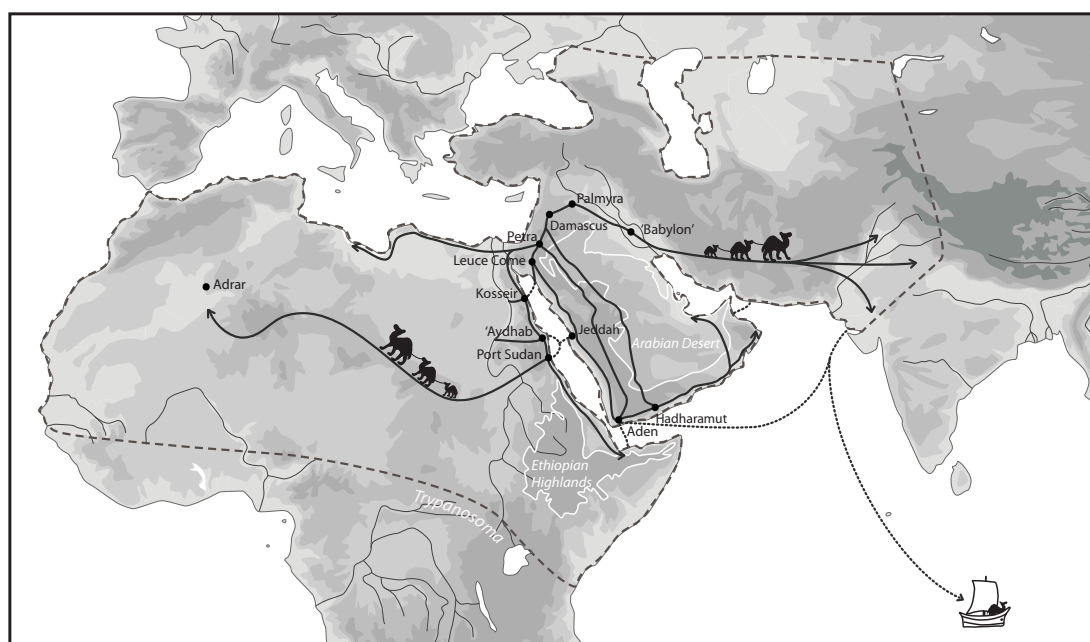 Palmyra
Damascus
'Babylon'
Petra
Leuce Come
Adrar
Kosseir
'Aydhab
Jeddah
Arabian Desert
Port Sudan
Hadharamut
Aden
Ethiopian
Highlands
Trypanosoma